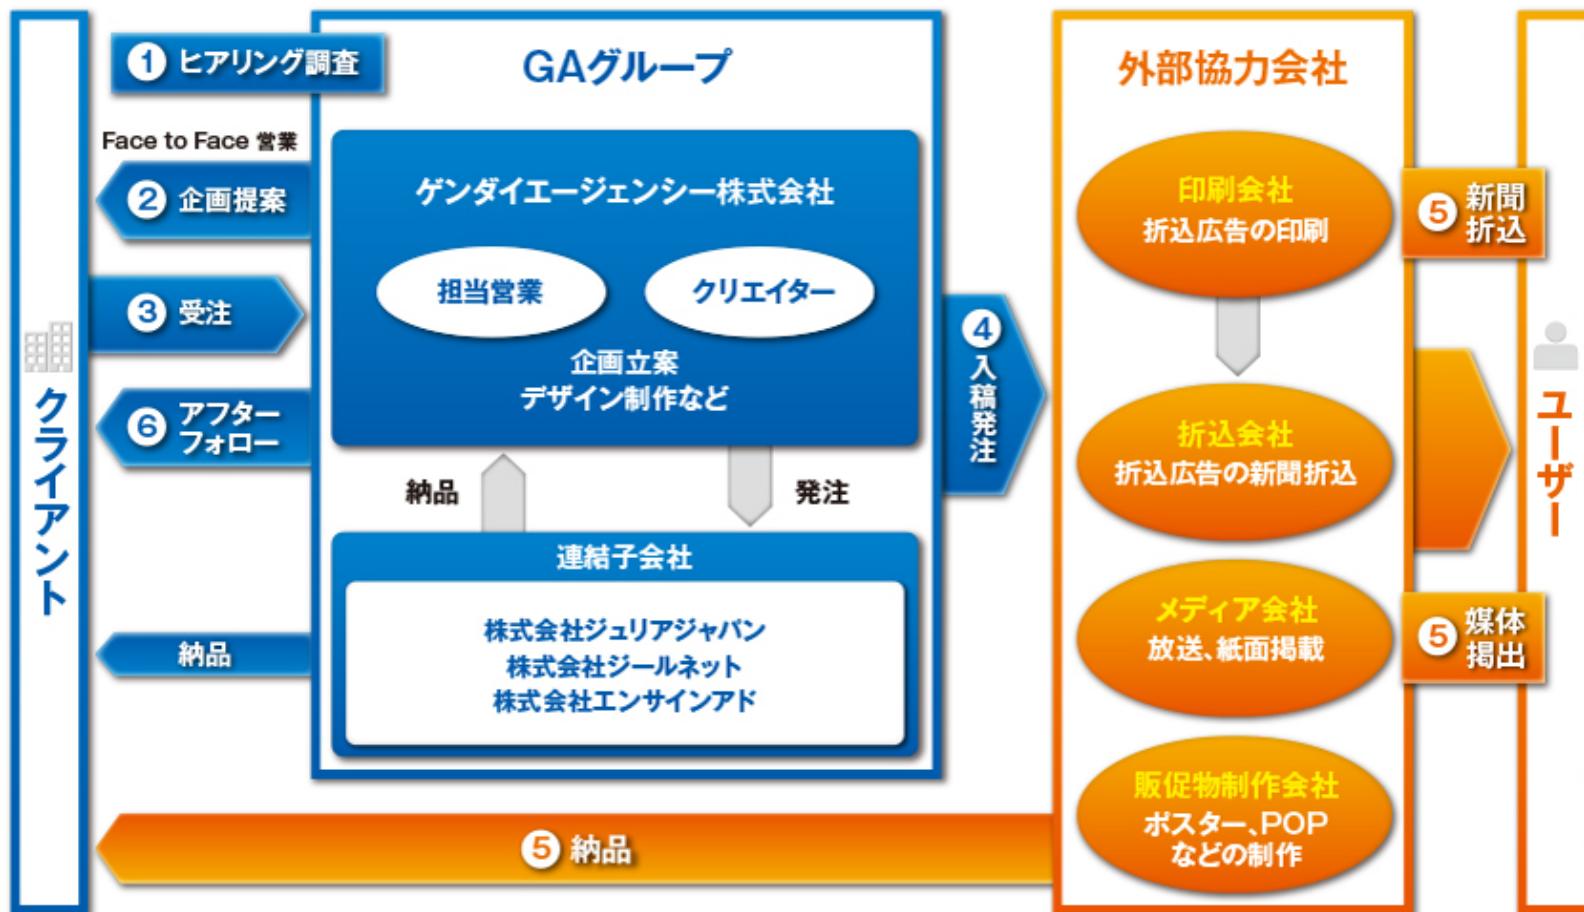 クライアント
① ヒアリング調査
Face to Face 営業
② 企画提案
③ 受注
⑥ アフター
フォロー
納品
GAグループ
ゲンダイエージェンシー株式会社
担当営業
クリエイター
企画立案
デザイン制作など
納品
発注
連結子会社
株式会社ジュリアジャパン
株式会社ジールネット
株式会社エンサインアド
④ 入稿発注
外部協力会社
印刷会社
折込広告の印刷
折込会社
折込広告の新聞折込
メディア会社
放送、紙面掲載
販促物制作会社
ポスター、POP
などの制作
⑤ 新聞
折込
⑤ 媒体
掲出
⑤ 納品
ユーザー